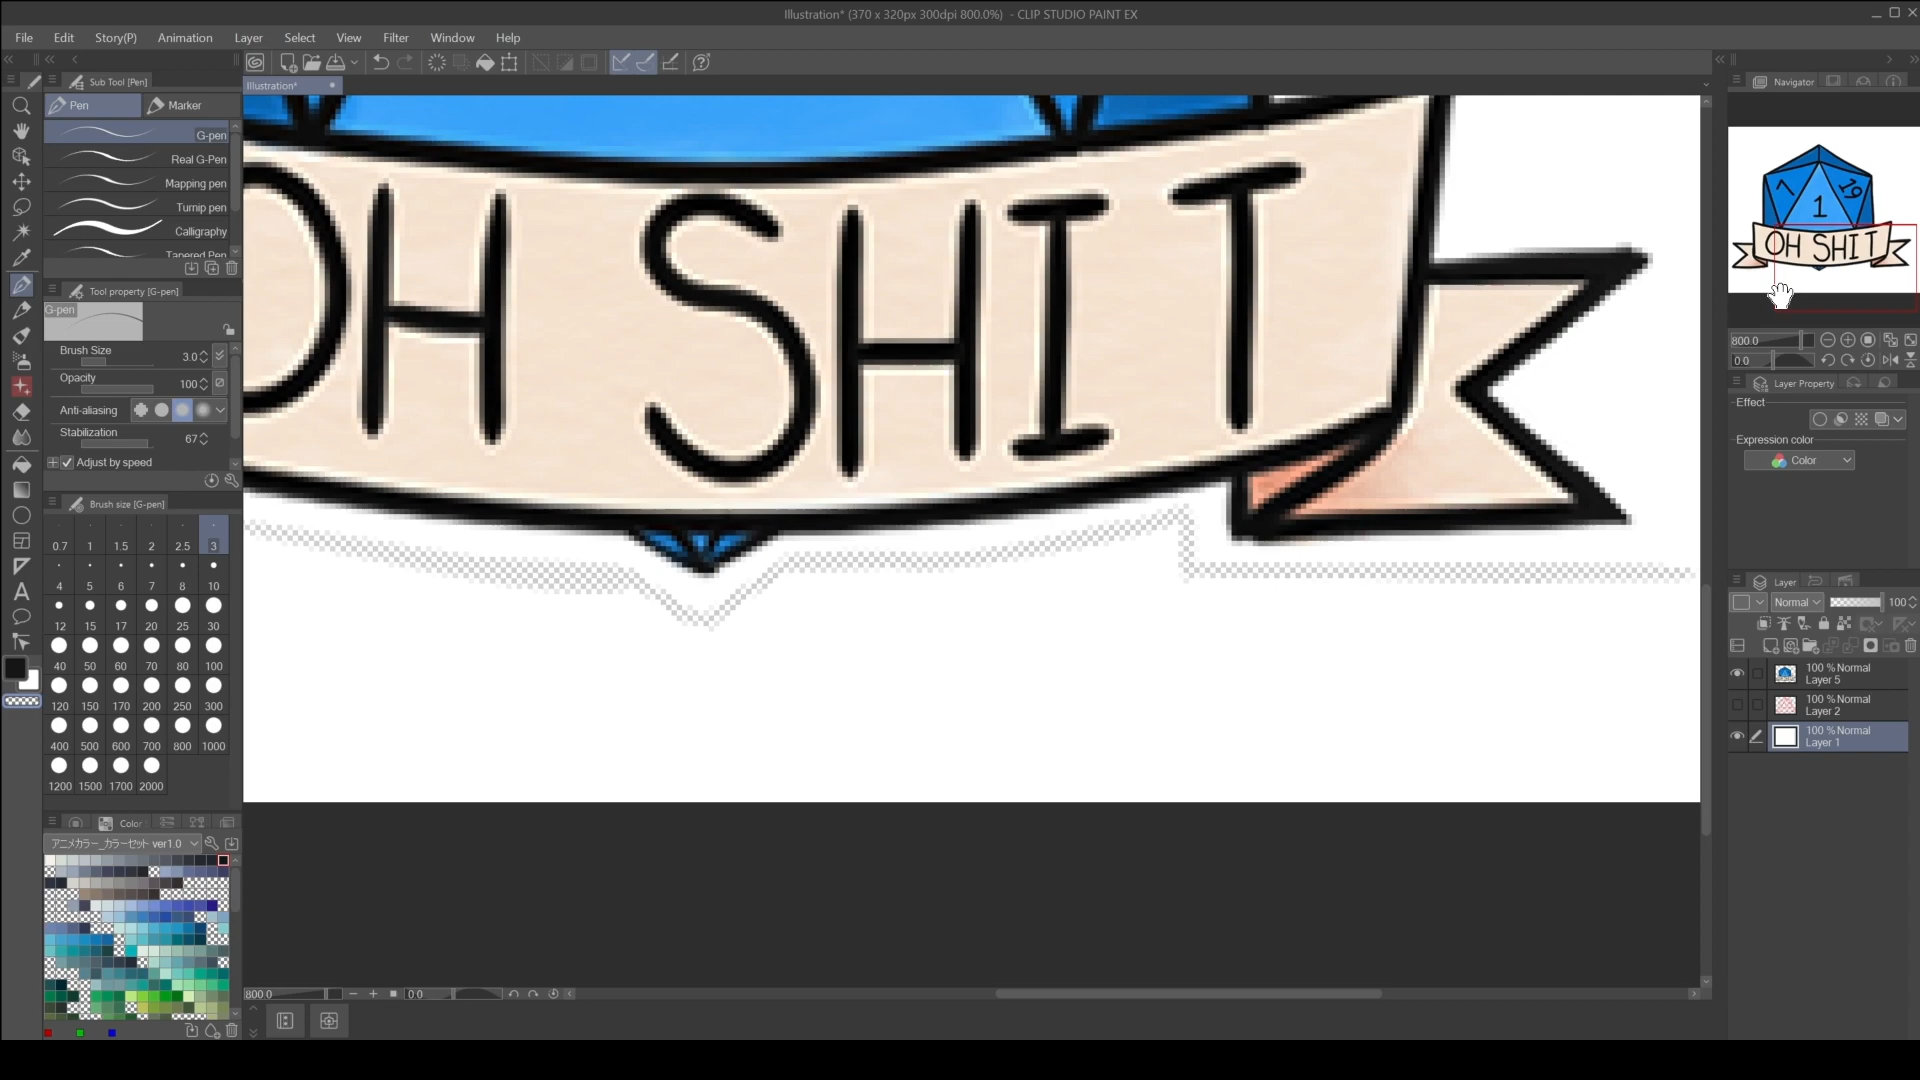 Illustration* (370 x 320px 300dpi 800.0%) - CLIP STUDIO PAINT EX
File Edit Story(P) Animation Layer Select View Filter Window Help
Sub Tool [Pen]
Pen Marker
G-pen
Real G-Pen
Mapping pen
Turnip pen
Calligraphy
Tapered Pen
Tool property [G-pen]
G-pen
Brush Size 3.0
Opacity 100
Anti-aliasing
Stabilization 67
Adjust by speed
Brush size [G-pen]
0.7 1 1.5 2 2.5 3
4 5 6 7 8 10
12 15 17 20 25 30
40 50 60 70 80 100
120 150 170 200 250 300
400 500 600 700 800 1000
1200 1500 1700 2000
Color
アニメカラー_カラーセット ver1.0
Illustration*
OH SHIT
800.0 0.0
Navigator
7 1 19
OH SHIT
800.0
0.0
Layer Property
Effect
Expression color
Color
Layer
Normal 100
100 % Normal
Layer 5
100 % Normal
Layer 2
100 % Normal
Layer 1
A